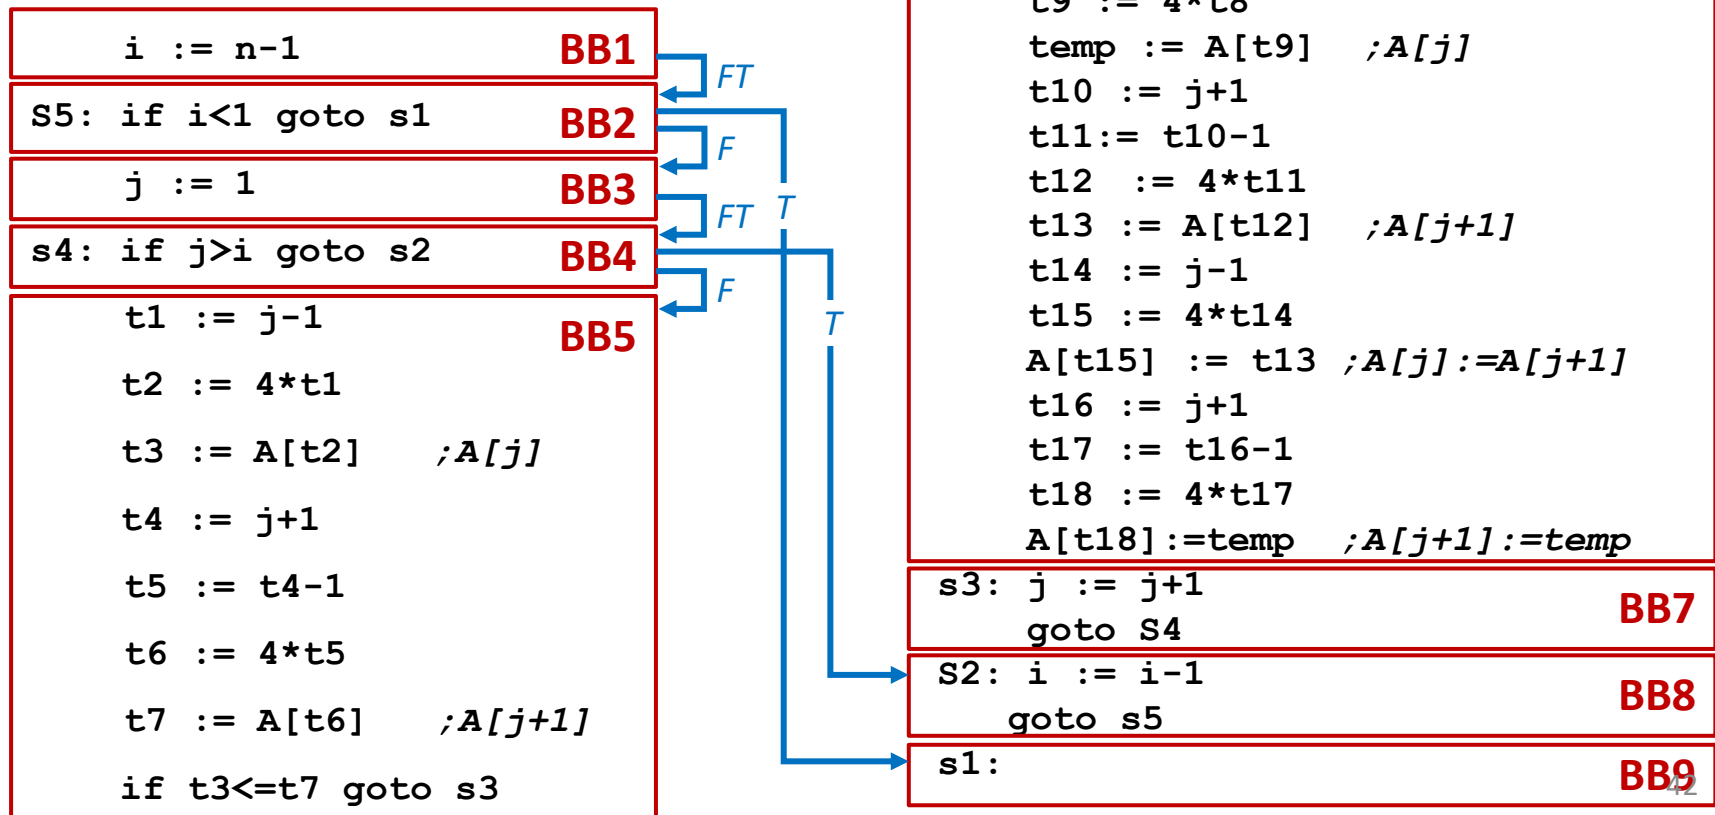 i := n-1 BB1
FT
S5: if i<1 goto s1 BB2
F
j := 1 BB3
FT T
s4: if j>i goto s2 BB4
F
T
t1 := j-1 BB5
t2 := 4*t1
t3 := A[t2] ;A[j]
t4 := j+1
t5 := t4-1
t6 := 4*t5
t7 := A[t6] ;A[j+1]
if t3<=t7 goto s3
t9 := 4*t8
temp := A[t9] ;A[j]
t10 := j+1
t11:= t10-1
t12 := 4*t11
t13 := A[t12] ;A[j+1]
t14 := j-1
t15 := 4*t14
A[t15] := t13 ;A[j]:=A[j+1]
t16 := j+1
t17 := t16-1
t18 := 4*t17
A[t18]:=temp ;A[j+1]:=temp
s3: j := j+1 BB7
goto S4
S2: i := i-1 BB8
goto s5
s1: BB9
42